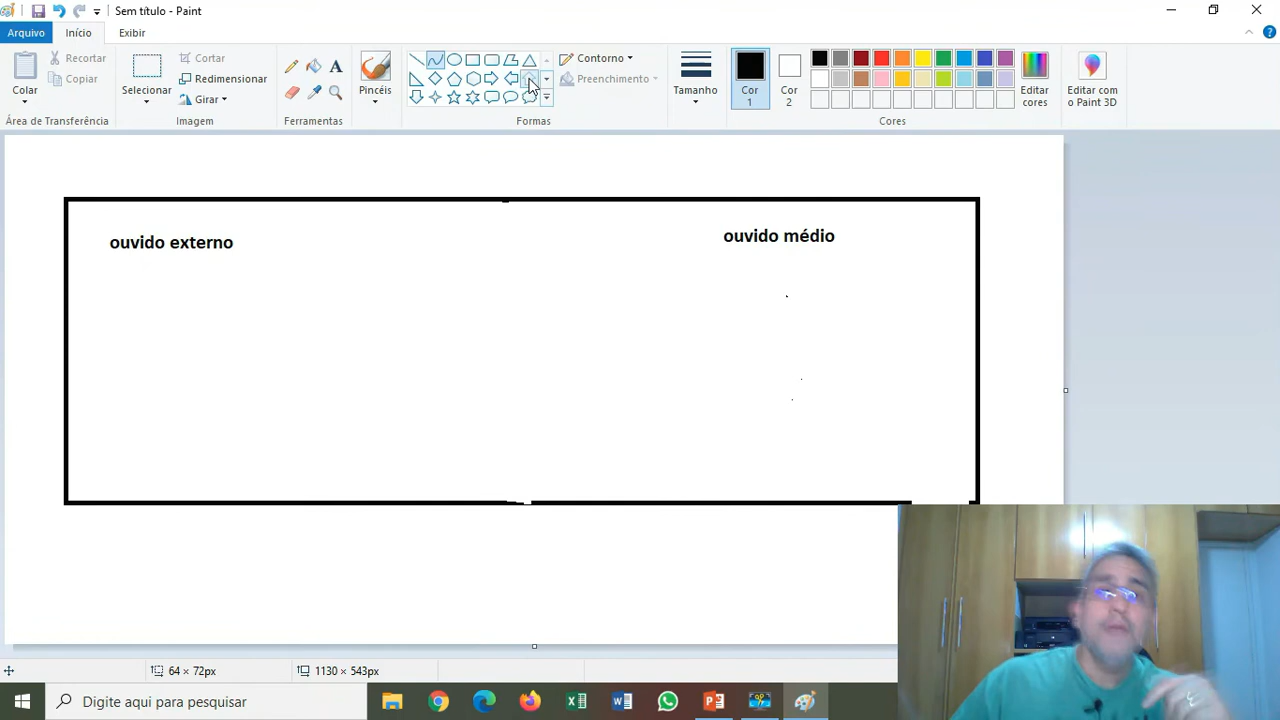 Sem título - Paint
Arquivo Início Exibir
Colar
Recortar
Copiar
Área de Transferência
Selecionar
Cortar
Redimensionar
Girar
Imagem
A
Ferramentas
Pincéis
Formas
Contorno
Preenchimento
Tamanho
Cor 1
Cor 2
Cores
Editar cores
Editar com o Paint 3D
ouvido externo
ouvido médio
64 × 72px
1130 × 543px
Digite aqui para pesquisar